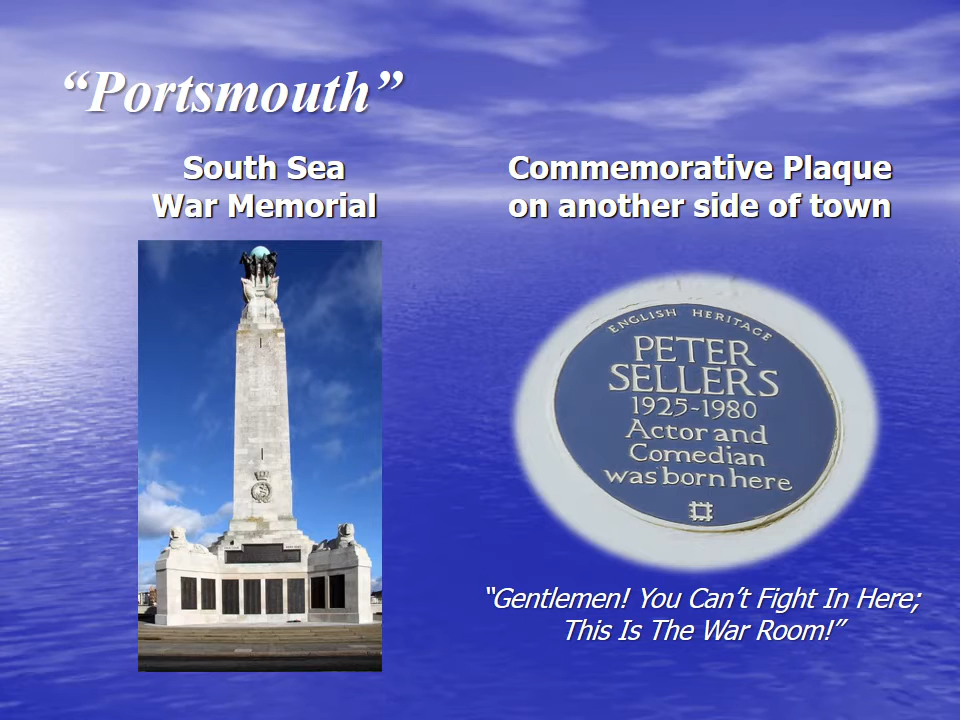 “Portsmouth”
South Sea
War Memorial
Commemorative Plaque
on another side of town
ENGLISH HERITAGE
PETER
SELLERS
1925-1980
Actor and
Comedian
was born here
“Gentlemen! You Can’t Fight In Here;
This Is The War Room!”